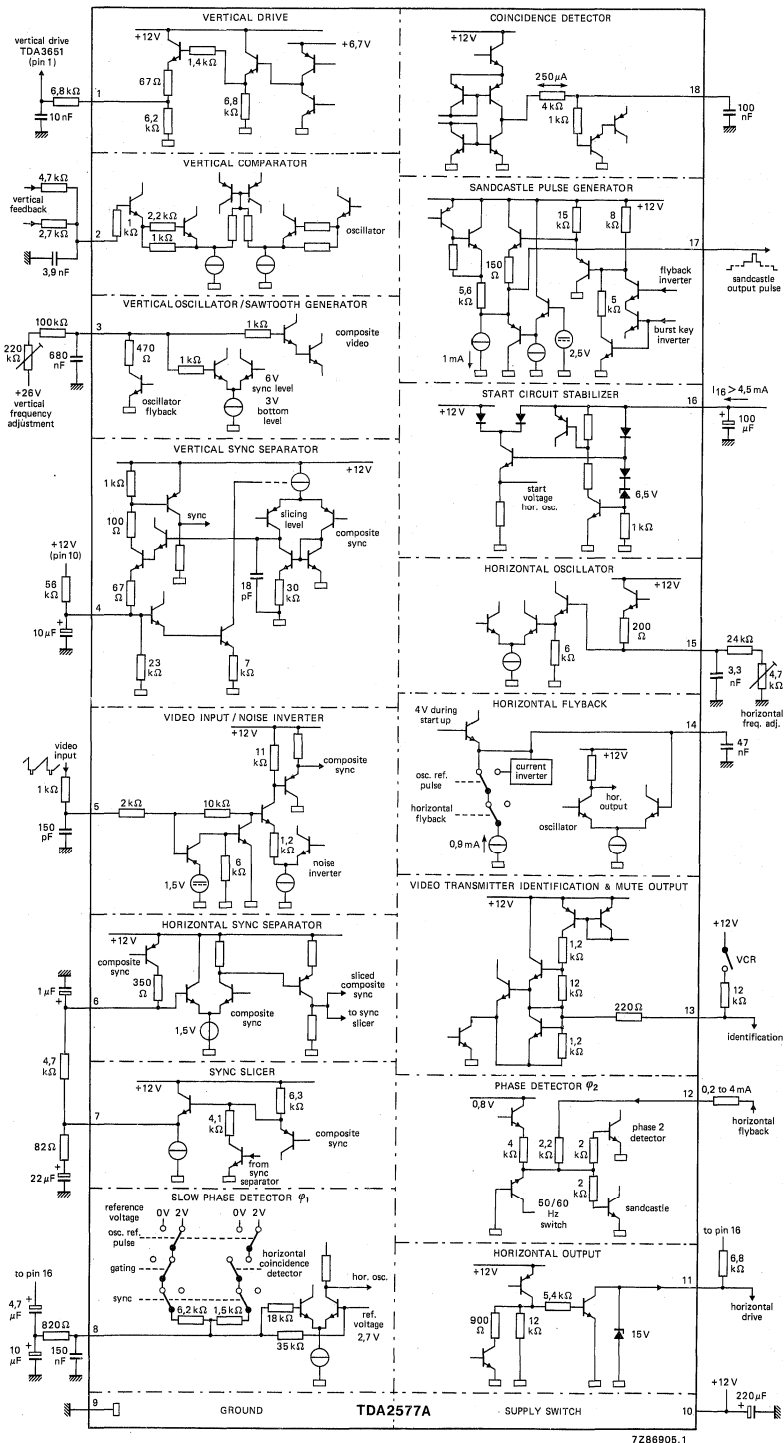 VERTICAL DRIVE
+12V
+6,7V
vertical drive
TDA3651
(pin 1)
1,4 kΩ
67 Ω
6,8 kΩ
1
10 nF
6,2 kΩ
6,8 kΩ
VERTICAL COMPARATOR
4,7 kΩ
vertical feedback
2,7 kΩ
2
3,9 nF
1 kΩ
2,2 kΩ
1 kΩ
oscillator
VERTICAL OSCILLATOR / SAWTOOTH GENERATOR
100 kΩ
3
220 kΩ
680 nF
+26V
vertical frequency adjustment
470 Ω
1 kΩ
1 kΩ
composite video
oscillator flyback
6V sync level
3V bottom level
VERTICAL SYNC SEPARATOR
+12V
1 kΩ
100 Ω
sync
slicing level
composite sync
+12V
(pin 10)
56 kΩ
67 Ω
18 pF
30 kΩ
4
10 µF
+
23 kΩ
7 kΩ
VIDEO INPUT / NOISE INVERTER
+12V
11 kΩ
composite sync
video input
1 kΩ
5
2 kΩ
10 kΩ
150 pF
1,2 kΩ
6 kΩ
noise inverter
1,5V
HORIZONTAL SYNC SEPARATOR
+12V
composite sync
350 Ω
1 µF
+
6
composite sync
1,5V
sliced composite sync
to sync slicer
4,7 kΩ
SYNC SLICER
+12V
6,3 kΩ
4,1 kΩ
7
composite sync
from sync separator
82 Ω
22 µF
+
SLOW PHASE DETECTOR φ1
reference voltage
0V 2V
0V 2V
osc. ref. pulse
gating
horizontal coincidence detector
hor. osc.
sync
6,2 kΩ
1,5 kΩ
18 kΩ
35 kΩ
ref. voltage
2,7 V
to pin 16
4,7 µF
+
820 Ω
8
10 µF
+
150 nF
9
GROUND
TDA2577A
SUPPLY SWITCH
10
+12V
220 µF
+
COINCIDENCE DETECTOR
+12V
250 µA
4 kΩ
1 kΩ
18
100 nF
SANDCASTLE PULSE GENERATOR
+12 V
15 kΩ
8 kΩ
17
150 Ω
5,6 kΩ
5 kΩ
flyback inverter
burst key inverter
sandcastle output pulse
1 mA
2,5V
START CIRCUIT STABILIZER
+12V
16
I16 > 4,5 mA
+
100 µF
6,5 V
start voltage hor. osc.
1 kΩ
HORIZONTAL OSCILLATOR
+12V
200 Ω
6 kΩ
15
24 kΩ
3,3 nF
4,7 kΩ
horizontal freq. adj.
HORIZONTAL FLYBACK
4V during start up
14
47 nF
current inverter
+12V
osc. ref. pulse
horizontal flyback
hor. output
oscillator
0,9 mA
VIDEO TRANSMITTER IDENTIFICATION & MUTE OUTPUT
+12V
1,2 kΩ
12 kΩ
1,2 kΩ
220 Ω
13
+12V
VCR
12 kΩ
identification
PHASE DETECTOR φ2
0,8 V
12
0,2 to 4 mA
horizontal flyback
4 kΩ
2,2 kΩ
2 kΩ
2 kΩ
phase 2 detector
50/60 Hz switch
sandcastle
HORIZONTAL OUTPUT
+12V
to pin 16
6,8 kΩ
11
horizontal drive
900 Ω
12 kΩ
5,4 kΩ
15 V
7Z86905.1